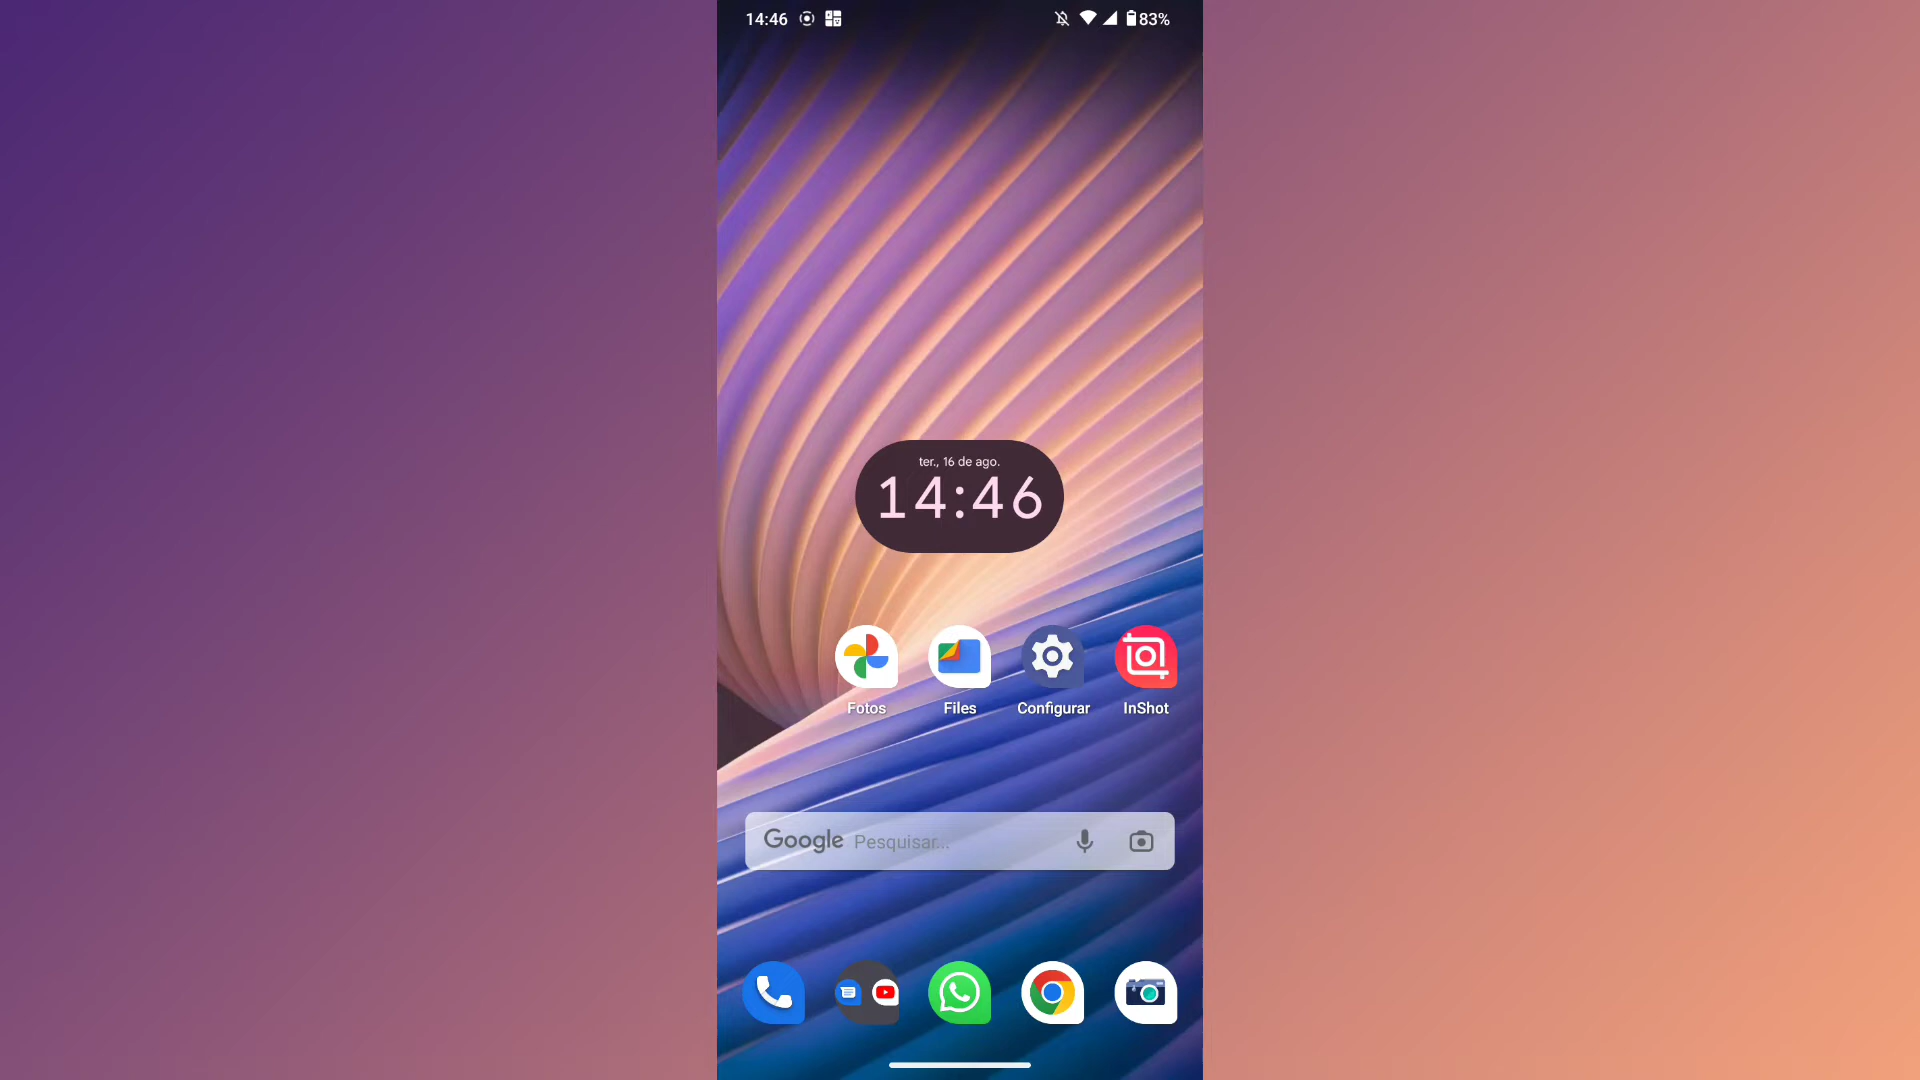 14:46 83%
ter., 16 de ago.
14:46
Fotos Files Configurar InShot
Google Pesquisar...